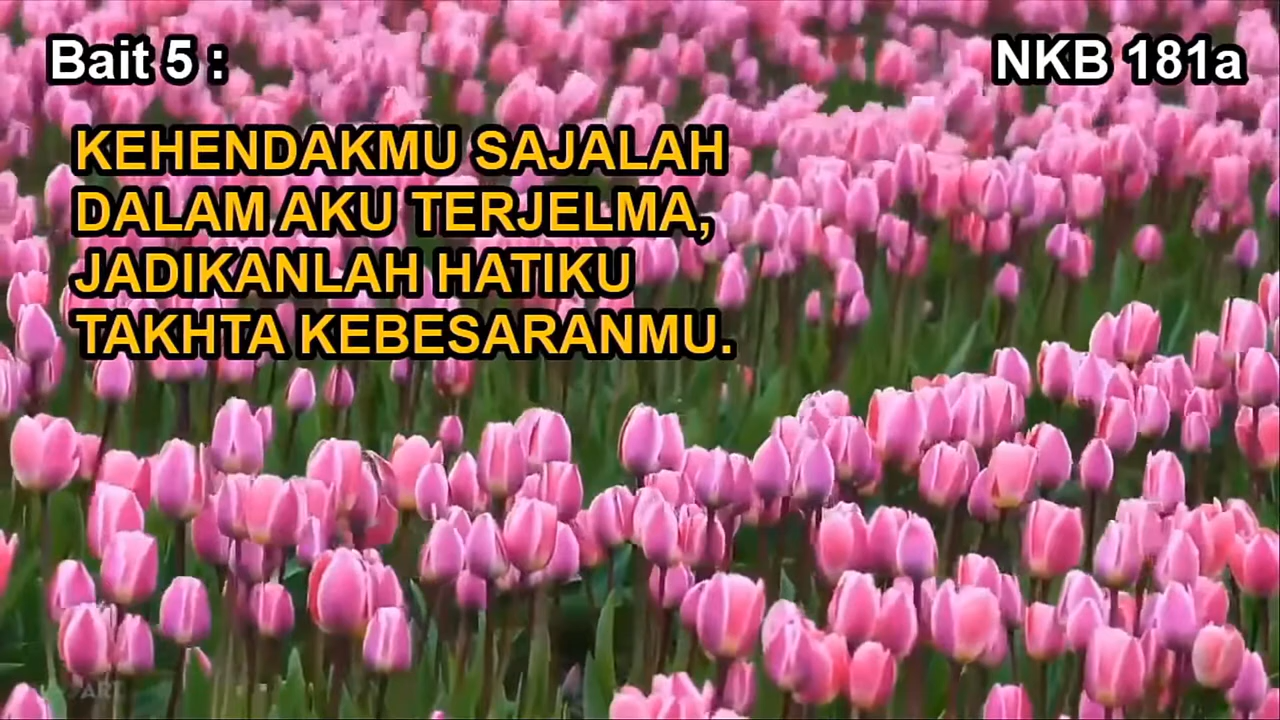 Bait 5 :
NKB 181a
KEHENDAKMU SAJALAH
DALAM AKU TERJELMA,
JADIKANLAH HATIKU
TAKHTA KEBESARANMU.